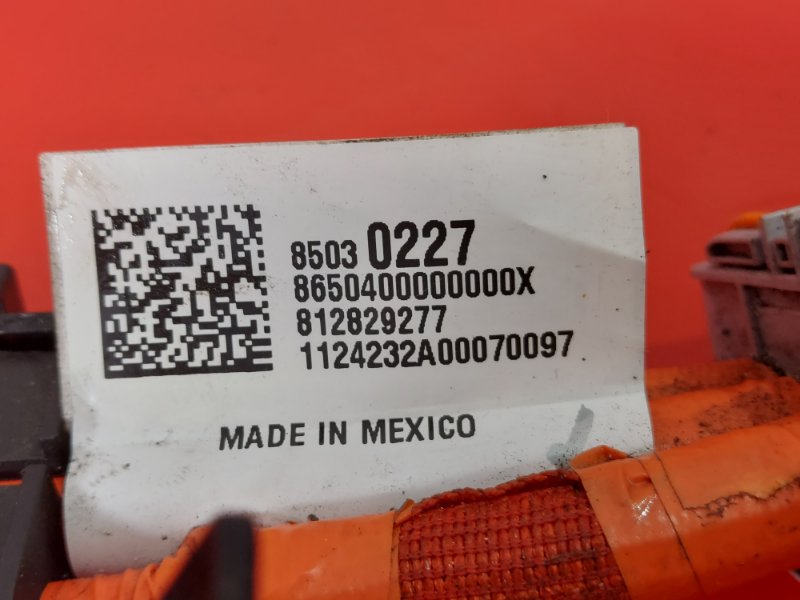 8503 0227
8650400000000X
812829277
1124232A00070097
MADE IN MEXICO